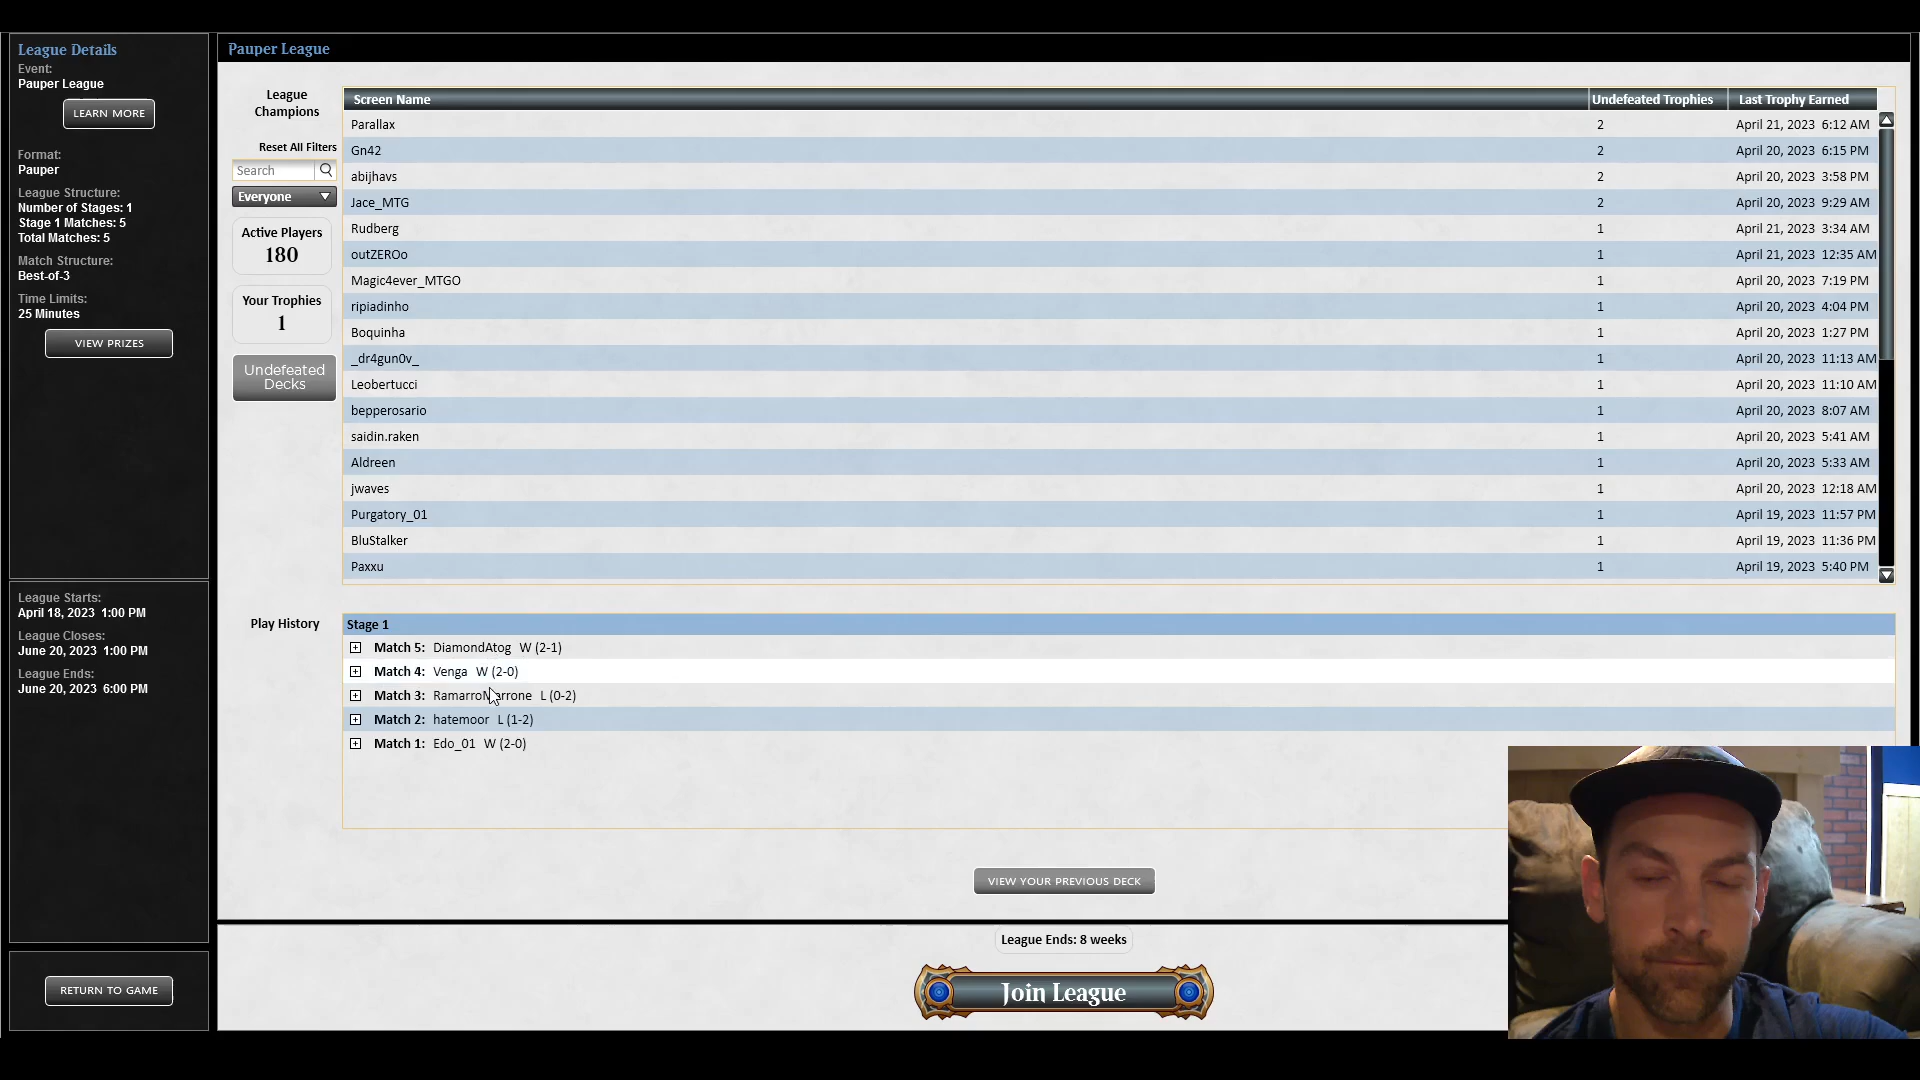 League Details
Event:
Pauper League
LEARN MORE
Format:
Pauper
League Structure:
Number of Stages: 1
Stage 1 Matches: 5
Total Matches: 5
Match Structure:
Best-of-3
Time Limits:
25 Minutes
VIEW PRIZES
League Starts:
April 18, 2023 1:00 PM
League Closes:
June 20, 2023 1:00 PM
League Ends:
June 20, 2023 6:00 PM
RETURN TO GAME
Pauper League
League
Champions
Reset All Filters
Search
Everyone
Active Players
180
Your Trophies
1
Undefeated
Decks
Screen Name Undefeated Trophies Last Trophy Earned
Parallax 2 April 21, 2023 6:12 AM
Gn42 2 April 20, 2023 6:15 PM
abijhavs 2 April 20, 2023 3:58 PM
Jace_MTG 2 April 20, 2023 9:29 AM
Rudberg 1 April 21, 2023 3:34 AM
outZEROo 1 April 21, 2023 12:35 AM
Magic4ever_MTGO 1 April 20, 2023 7:19 PM
ripiadinho 1 April 20, 2023 4:04 PM
Boquinha 1 April 20, 2023 1:27 PM
_dr4gun0v_ 1 April 20, 2023 11:13 AM
Leobertucci 1 April 20, 2023 11:10 AM
bepperosario 1 April 20, 2023 8:07 AM
saidin.raken 1 April 20, 2023 5:41 AM
Aldreen 1 April 20, 2023 5:33 AM
jwaves 1 April 20, 2023 12:18 AM
Purgatory_01 1 April 19, 2023 11:57 PM
BluStalker 1 April 19, 2023 11:36 PM
Paxxu 1 April 19, 2023 5:40 PM
Play History
Stage 1
Match 5: DiamondAtog W (2-1)
Match 4: Venga W (2-0)
Match 3: L (0-2)
Match 2: hatemoor L (1-2)
Match 1: Edo_01 W (2-0)
VIEW YOUR PREVIOUS DECK
League Ends: 8 weeks
Join League